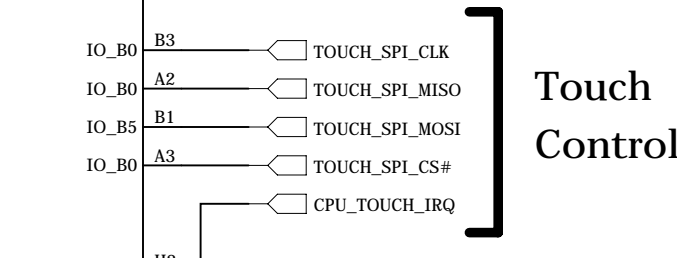 IO_B0 B3 TOUCH_SPI_CLK
IO_B0 A2 TOUCH_SPI_MISO
IO_B5 B1 TOUCH_SPI_MOSI
IO_B0 A3 TOUCH_SPI_CS#
CPU_TOUCH_IRQ
Touch
Control